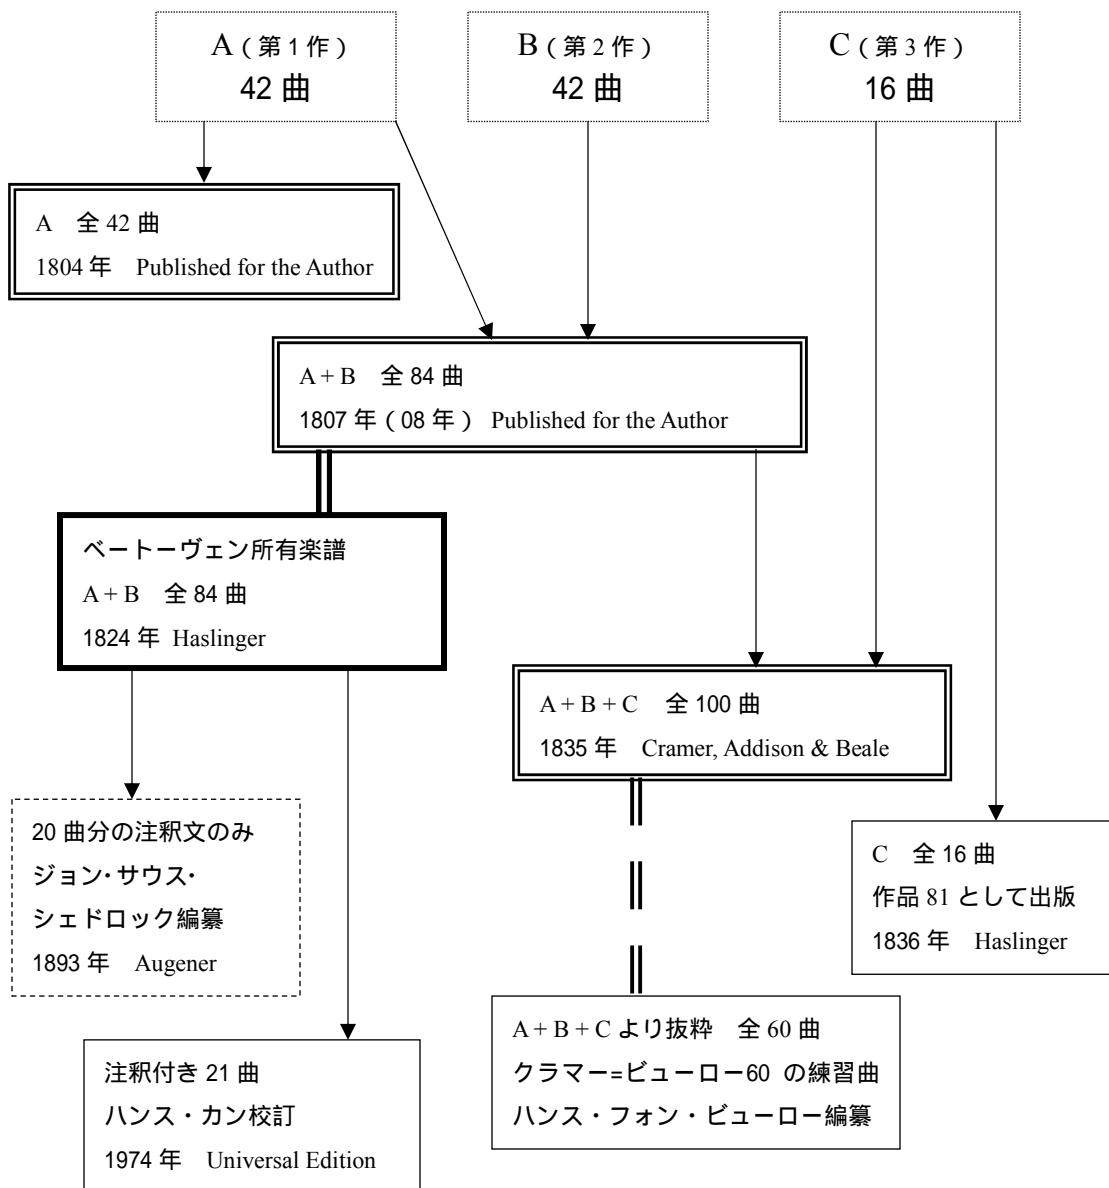 A（第１作）
42 曲
B（第２作）
42 曲
C（第３作）
16 曲
A　全 42 曲
1804 年　Published for the Author
A + B　全 84 曲
1807 年（08 年） Published for the Author
ベートーヴェン所有楽譜
A + B　全 84 曲
1824 年 Haslinger
A + B + C　全 100 曲
1835 年　Cramer, Addison & Beale
20 曲分の注釈文のみ
ジョン・サウス・
シェドロック編纂
1893 年　Augener
C　全 16 曲
作品 81 として出版
1836 年　Haslinger
注釈付き 21 曲
ハンス・カン校訂
1974 年　Universal Edition
A + B + C より抜粋　全 60 曲
クラマー=ビューロー60 の練習曲
ハンス・フォン・ビューロー編纂